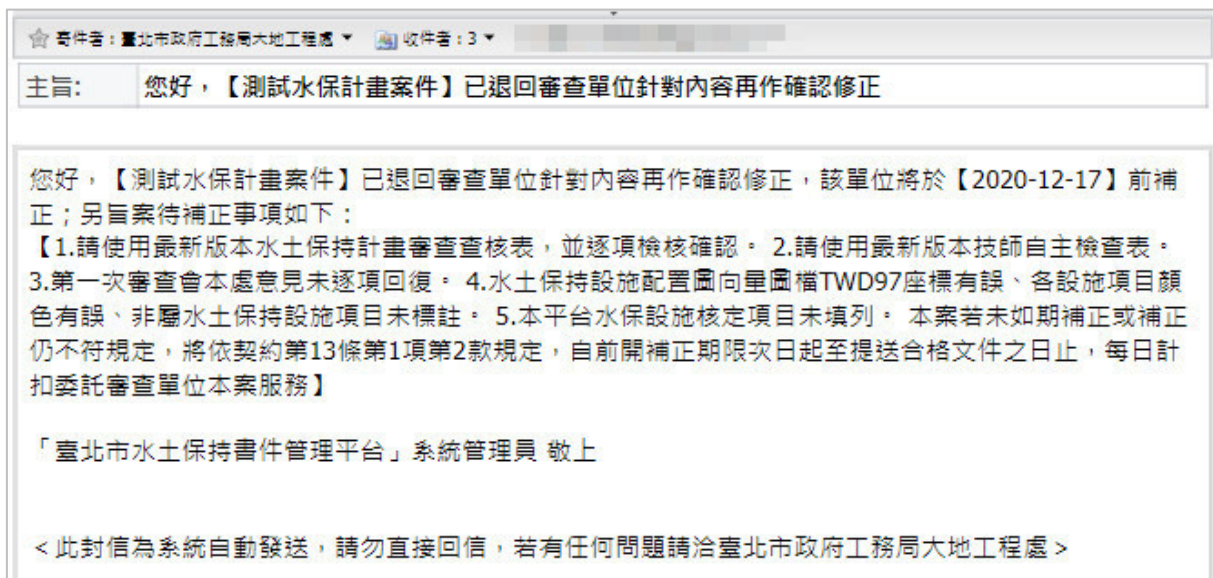 寄件者：臺北市政府工務局大地工程處 收件者：3
主旨: 您好，【測試水保計畫案件】已退回審查單位針對內容再作確認修正
您好，【測試水保計畫案件】已退回審查單位針對內容再作確認修正，該單位將於【2020-12-17】前補
正；另旨案待補正事項如下：
【1.請使用最新版本水土保持計畫審查查核表，並逐項檢核確認。 2.請使用最新版本技師自主檢查表。
3.第一次審查會本處意見未逐項回復。 4.水土保持設施配置圖向量圖檔TWD97座標有誤、各設施項目顏
色有誤、非屬水土保持設施項目未標註。 5.本平台水保設施核定項目未填列。 本案若未如期補正或補正
仍不符規定，將依契約第13條第1項第2款規定，自前開補正期限次日起至提送合格文件之日止，每日計
扣委託審查單位本案服務】
「臺北市水土保持書件管理平台」系統管理員 敬上
＜此封信為系統自動發送，請勿直接回信，若有任何問題請洽臺北市政府工務局大地工程處＞